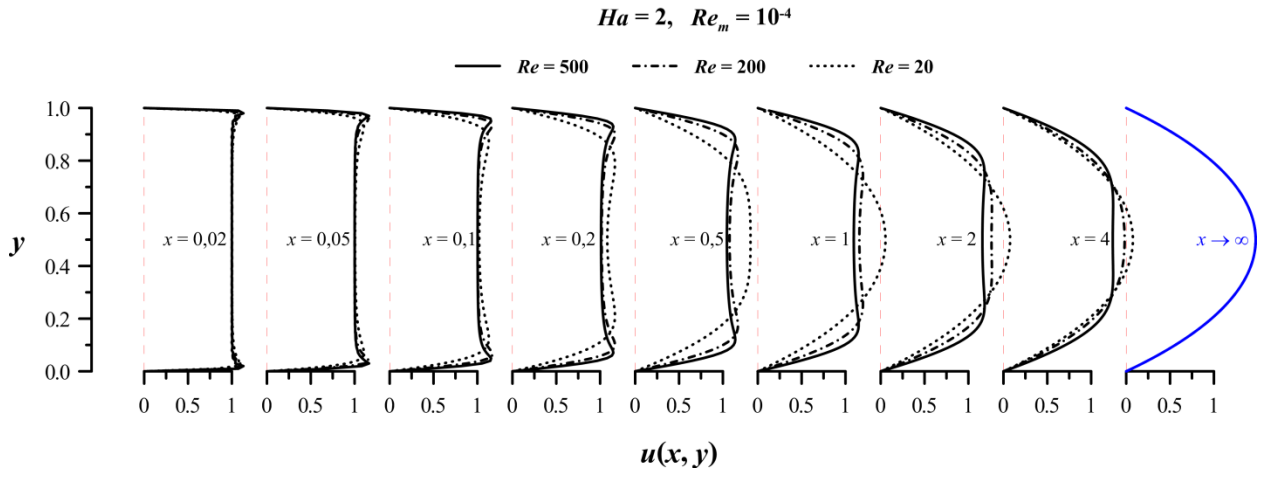 Ha = 2, Re_m = 10^-4
Re = 500 Re = 200 Re = 20
1.0
0.8
0.6
0.4
0.2
0.0
y
x = 0,02 x = 0,05 x = 0,1 x = 0,2 x = 0,5 x = 1 x = 2 x = 4 x → ∞
0 0.5 1 0 0.5 1 0 0.5 1 0 0.5 1 0 0.5 1 0 0.5 1 0 0.5 1 0 0.5 1 0 0.5 1
u(x, y)